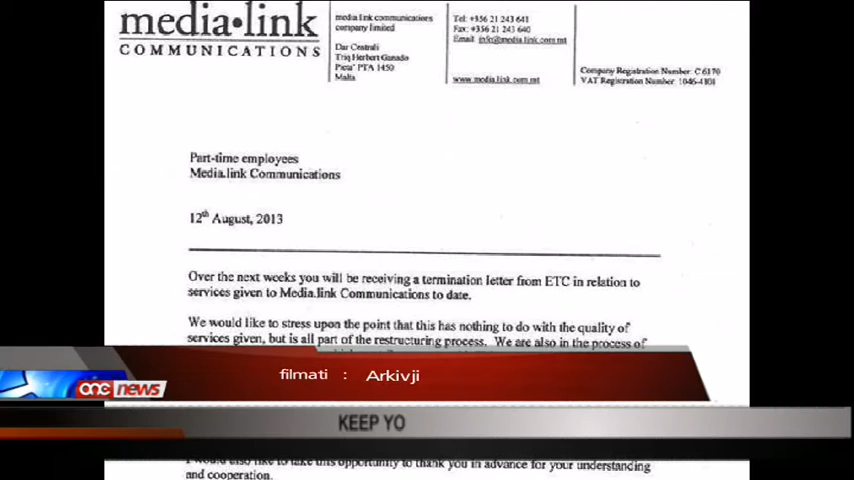 media•link
COMMUNICATIONS
media.link communications
company limited
Dar Centrali
Triq Herbert Ganado
Pieta' PTA 1450
Malta
Tel: +356 21 243 641
Fax: +356 21 243 640
Email: info@media.link.com.mt
www.media.link.com.mt
Company Registration Number: C 6170
VAT Registration Number: 1046-4101
Part-time employees
Media.link Communications
12th August, 2013
Over the next weeks you will be receiving a termination letter from ETC in relation to
services given to Media.link Communications to date.
We would like to stress upon the point that this has nothing to do with the quality of
services given, but is all part of the restructuring process. We are also in the process of
filmati : Arkivji
one news
KEEP YO
I would also like to take this opportunity to thank you in advance for your understanding
and cooperation.